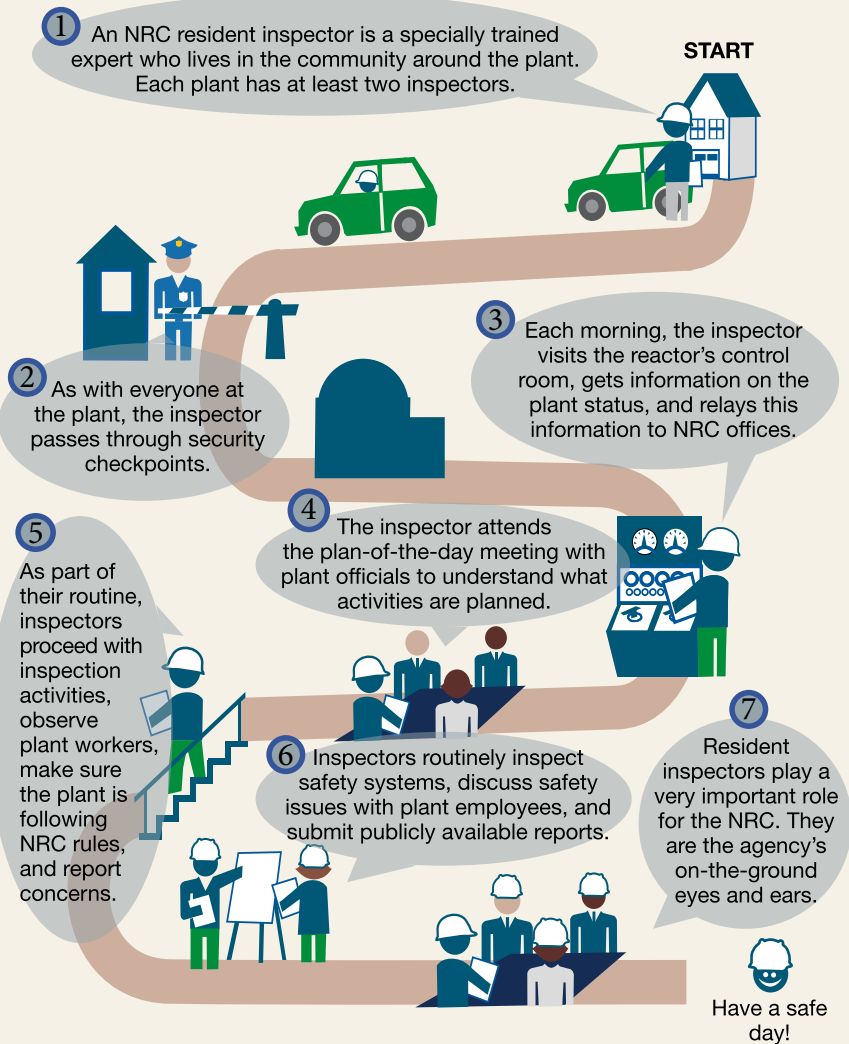 1
An NRC resident inspector is a specially trained
expert who lives in the community around the plant.
Each plant has at least two inspectors.
START
2
As with everyone at
the plant, the inspector
passes through security
checkpoints.
3
Each morning, the inspector
visits the reactor’s control
room, gets information on the
plant status, and relays this
information to NRC offices.
4
The inspector attends
the plan-of-the-day meeting with
plant officials to understand what
activities are planned.
5
As part of
their routine,
inspectors
proceed with
inspection
activities,
observe
plant workers,
make sure
the plant is
following
NRC rules,
and report
concerns.
6
Inspectors routinely inspect
safety systems, discuss safety
issues with plant employees, and
submit publicly available reports.
7
Resident
inspectors play a
very important role
for the NRC. They
are the agency’s
on-the-ground
eyes and ears.
Have a safe
day!